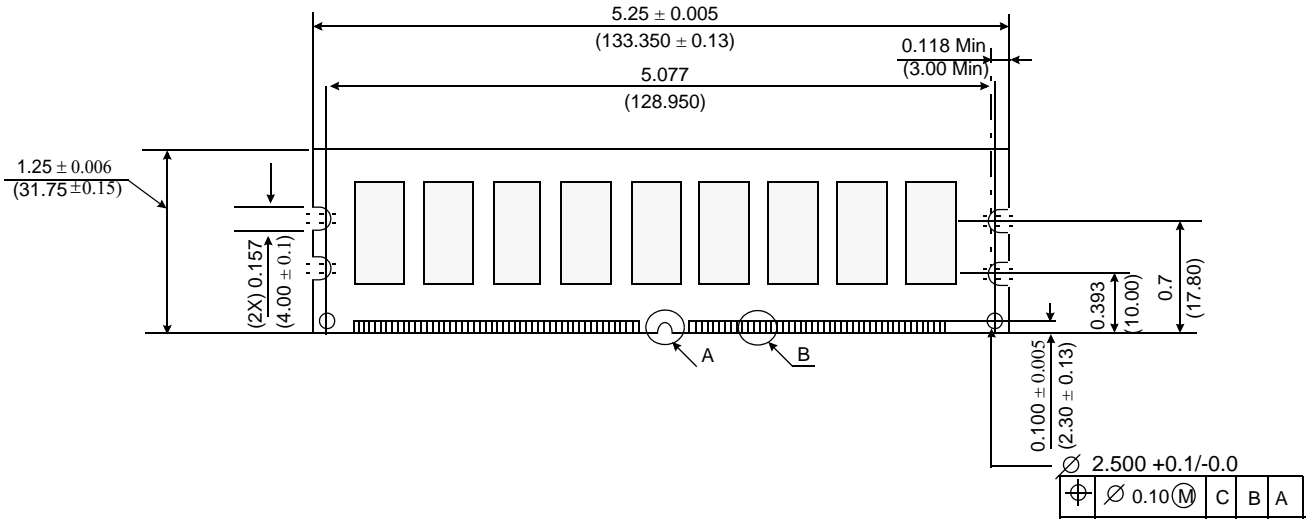 5.25 ± 0.005
(133.350 ± 0.13)
0.118 Min
(3.00 Min)
5.077
(128.950)
1.25 ± 0.006
(31.75 ±0.15)
(2X) 0.157
(4.00 ± 0.1)
0.393
(10.00)
0.7
(17.80)
A
B
0.100 ± 0.005
(2.30 ± 0.13)
∅ 2.500 +0.1/-0.0
⌖ ∅ 0.10 Ⓜ C B A